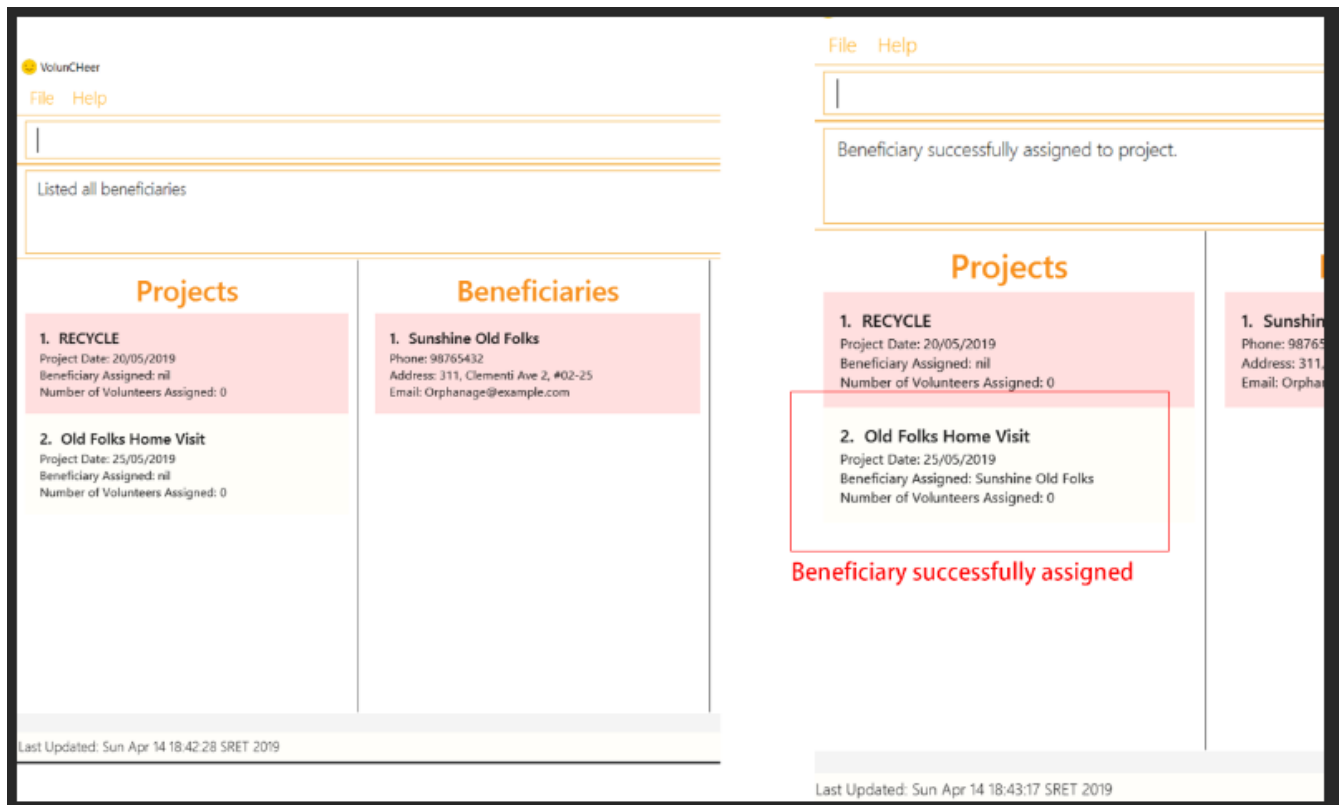 VolunCHeer
File Help
Listed all beneficiaries
Projects
1. RECYCLE
Project Date: 20/05/2019
Beneficiary Assigned: nil
Number of Volunteers Assigned: 0
2. Old Folks Home Visit
Project Date: 25/05/2019
Beneficiary Assigned: nil
Number of Volunteers Assigned: 0
Beneficiaries
1. Sunshine Old Folks
Phone: 98765432
Address: 311, Clementi Ave 2, #02-25
Email: Orphanage@example.com
Last Updated: Sun Apr 14 18:42:28 SRET 2019
File Help
Beneficiary successfully assigned to project.
Projects
1. RECYCLE
Project Date: 20/05/2019
Beneficiary Assigned: nil
Number of Volunteers Assigned: 0
2. Old Folks Home Visit
Project Date: 25/05/2019
Beneficiary Assigned: Sunshine Old Folks
Number of Volunteers Assigned: 0
Beneficiary successfully assigned
1. Sunshin
Phone: 98765
Address: 311,
Email: Orphan
Last Updated: Sun Apr 14 18:43:17 SRET 2019